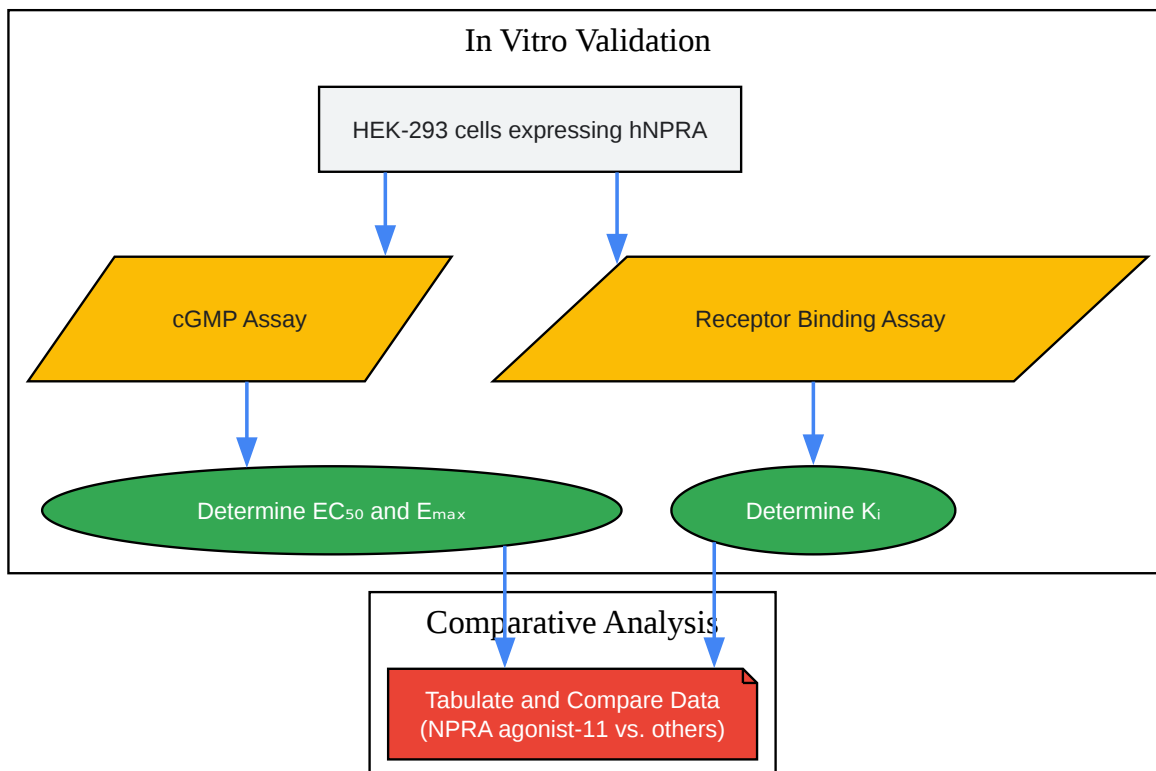 In Vitro Validation
HEK-293 cells expressing hNPRA
cGMP Assay
Receptor Binding Assay
Determine EC₅₀ and Eₘₐₓ
Determine Kᵢ
Comparative Analysis
Tabulate and Compare Data
(NPRA agonist-11 vs. others)